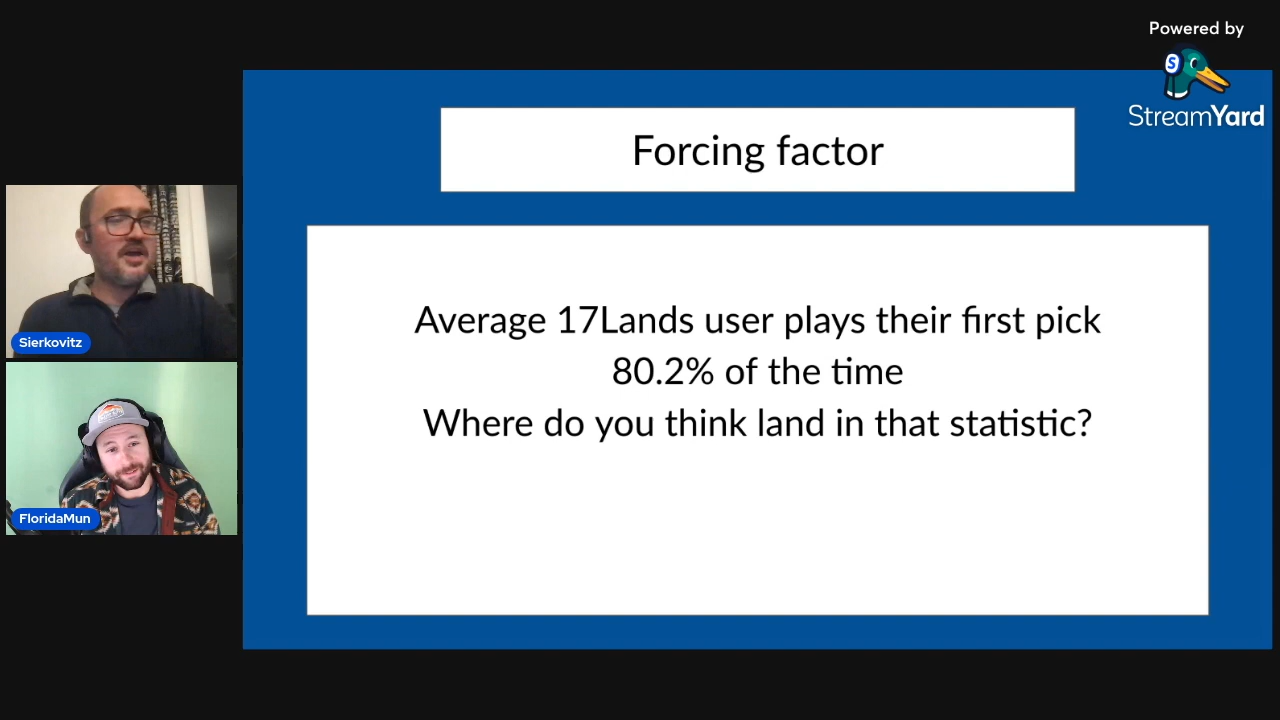 Powered by
StreamYard
Forcing factor
Average 17Lands user plays their first pick
80.2% of the time
Where do you think land in that statistic?
Sierkovitz
FloridaMun